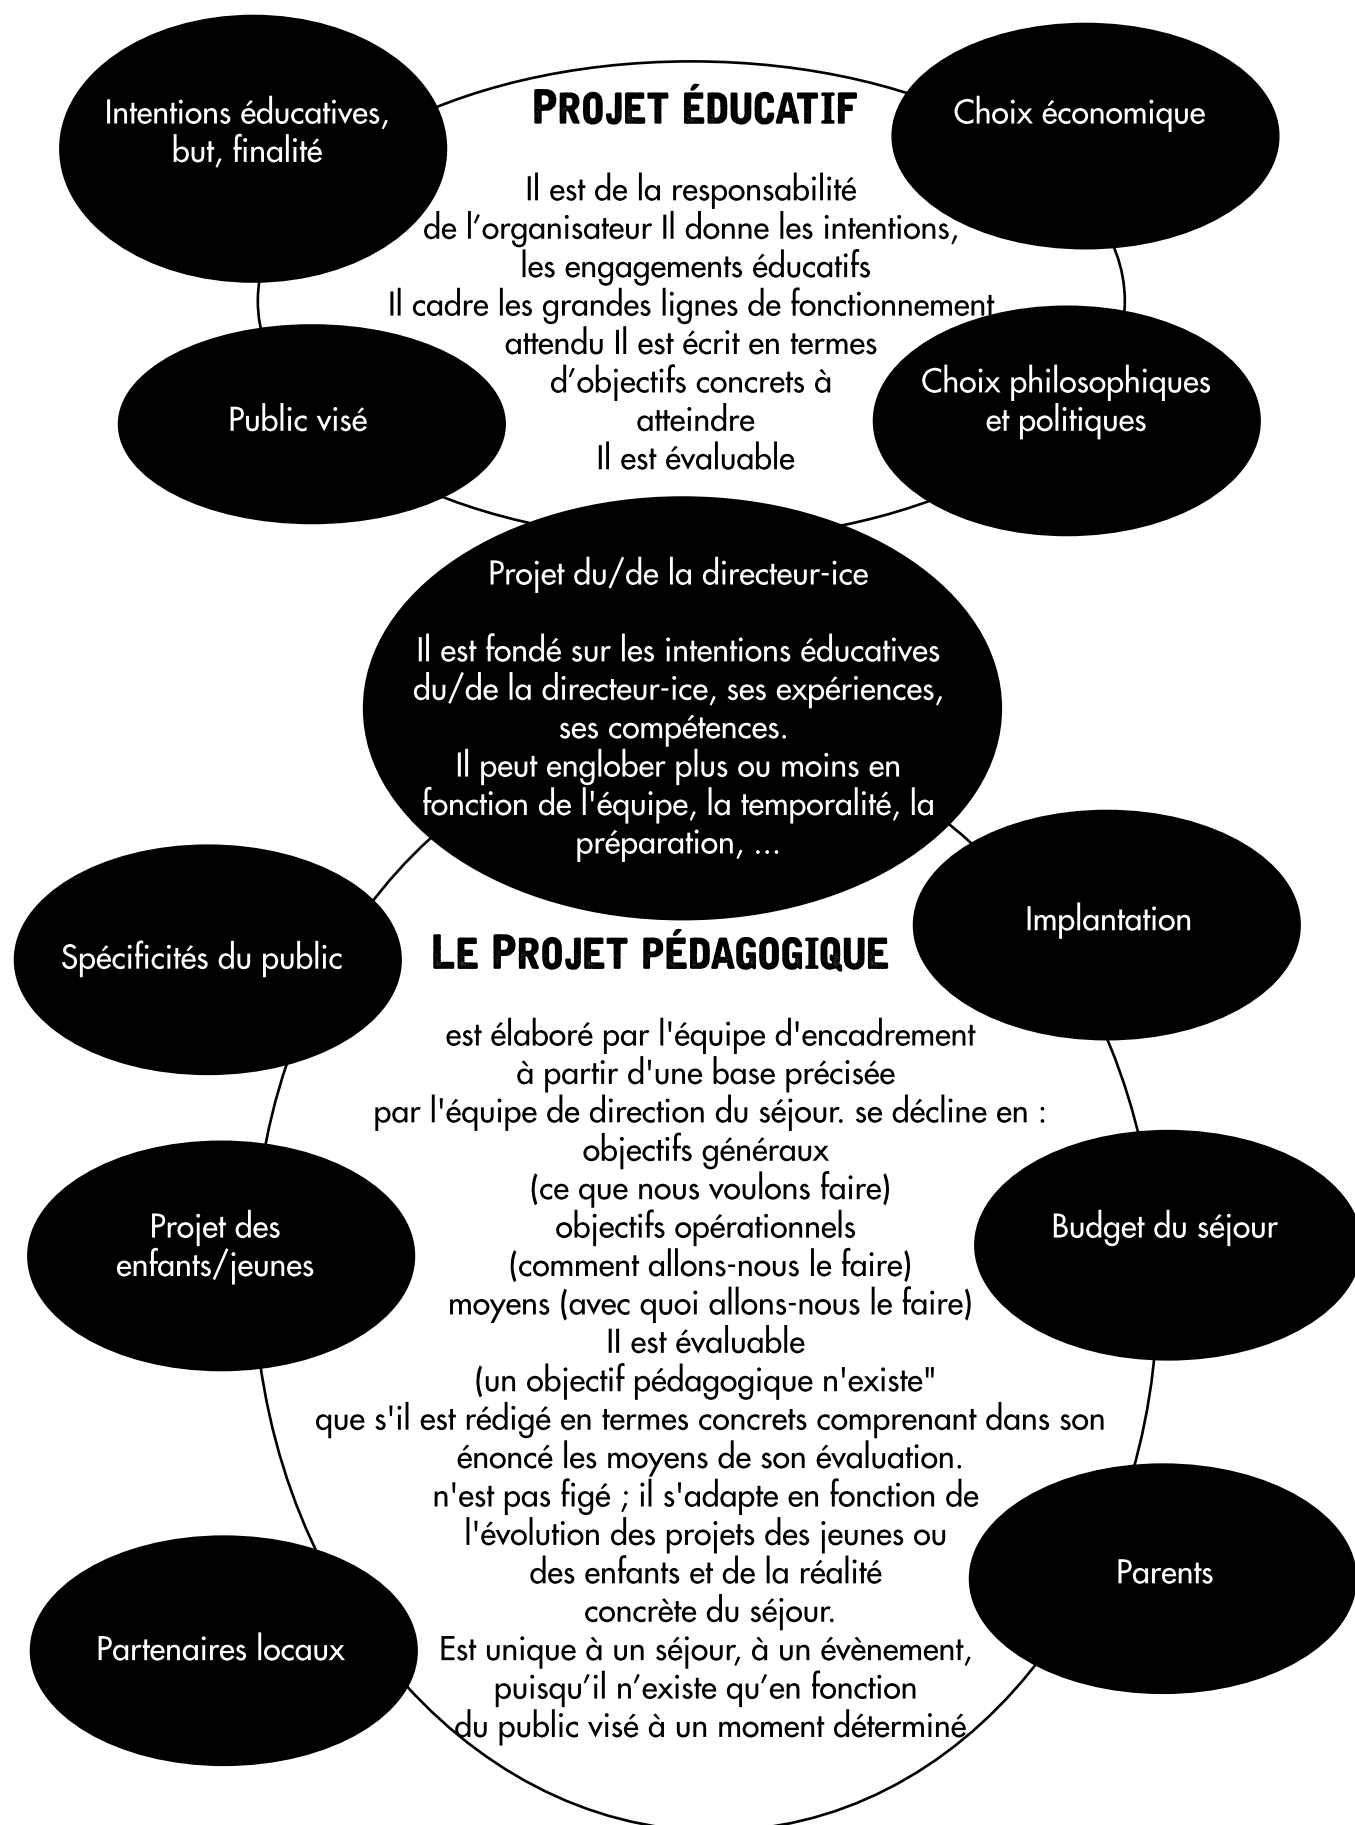 Intentions éducatives,
but, finalité
PROJET ÉDUCATIF
Choix économique
Il est de la responsabilité
de l’organisateur Il donne les intentions,
les engagements éducatifs
Il cadre les grandes lignes de fonctionnement
attendu Il est écrit en termes
d’objectifs concrets à
atteindre
Il est évaluable
Public visé
Choix philosophiques
et politiques
Projet du/de la directeur-ice
Il est fondé sur les intentions éducatives
du/de la directeur-ice, ses expériences,
ses compétences.
Il peut englober plus ou moins en
fonction de l'équipe, la temporalité, la
préparation, ...
Spécificités du public
Implantation
LE PROJET PÉDAGOGIQUE
est élaboré par l'équipe d'encadrement
à partir d'une base précisée
par l'équipe de direction du séjour. se décline en :
objectifs généraux
(ce que nous voulons faire)
objectifs opérationnels
(comment allons-nous le faire)
moyens (avec quoi allons-nous le faire)
Il est évaluable
(un objectif pédagogique n'existe"
que s'il est rédigé en termes concrets comprenant dans son
énoncé les moyens de son évaluation.
n'est pas figé ; il s'adapte en fonction de
l'évolution des projets des jeunes ou
des enfants et de la réalité
concrète du séjour.
Est unique à un séjour, à un évènement,
puisqu’il n’existe qu’en fonction
du public visé à un moment déterminé
Projet des
enfants/jeunes
Budget du séjour
Partenaires locaux
Parents